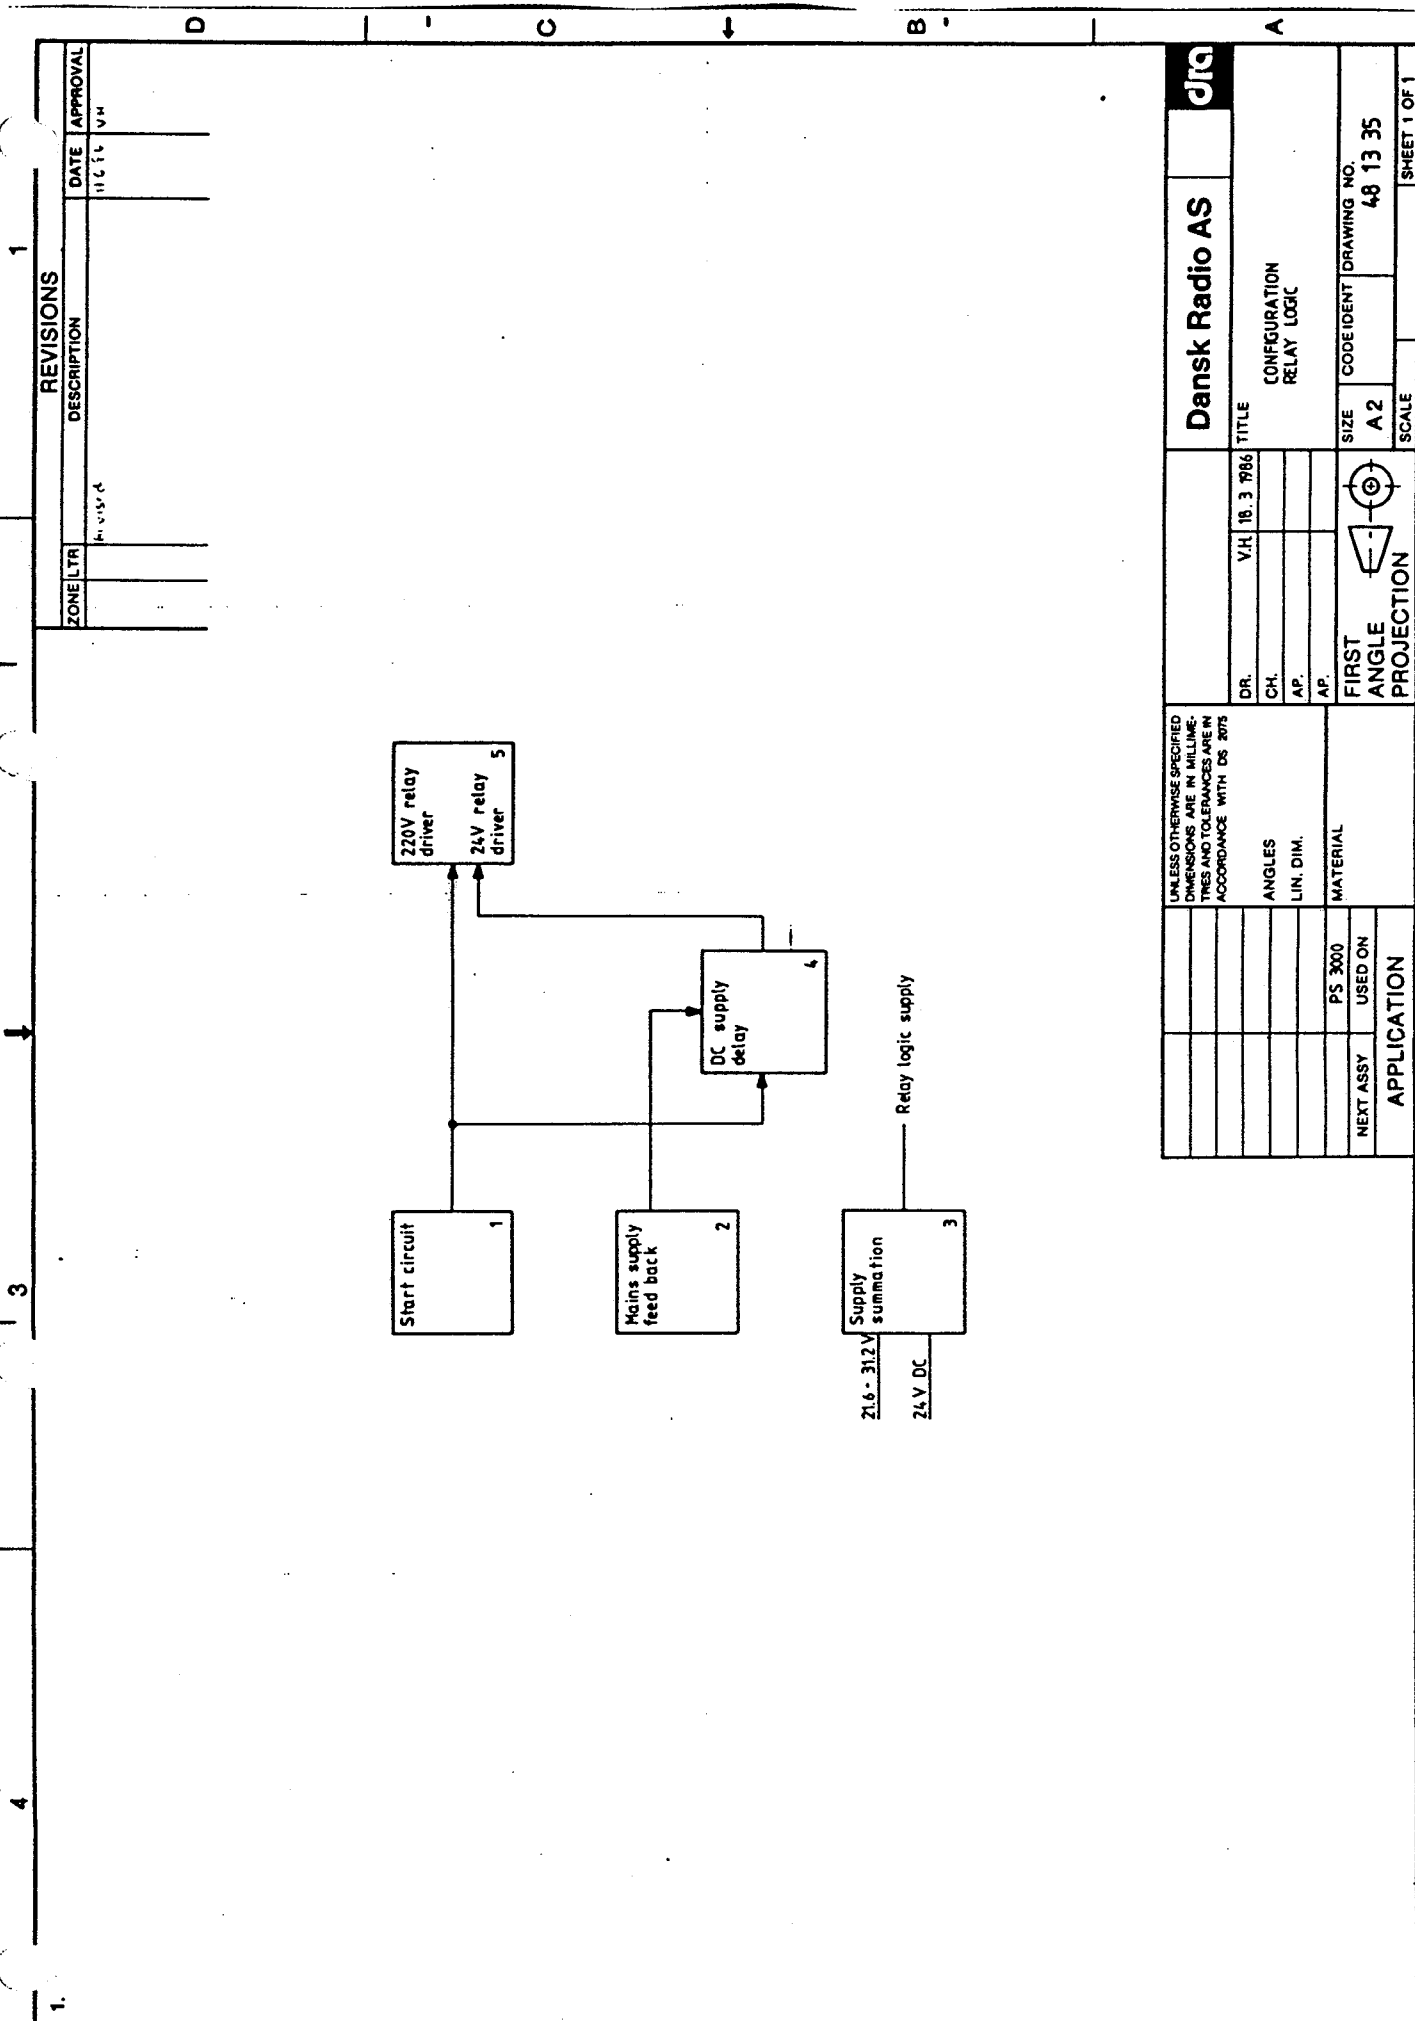 4
3
1
1.
D
C
B
A
REVISIONS
ZONE LTR DESCRIPTION DATE APPROVAL
VH
Start circuit
1
220V relay
driver
24V relay
driver
5
Mains supply
feed back
2
DC supply
delay
4
Supply
summation
3
21.6 - 31.2 V
24 V DC
Relay logic supply
UNLESS OTHERWISE SPECIFIED
DIMENSIONS ARE IN MILLIME-
TRES AND TOLERANCES ARE IN
ACCORDANCE WITH DS 2075
ANGLES
LIN. DIM.
MATERIAL
PS 3000
NEXT ASSY USED ON
APPLICATION
DR. V.H. 18. 3 1986
CH.
AP.
AP.
FIRST
ANGLE
PROJECTION
Dansk Radio AS
dra
TITLE
CONFIGURATION
RELAY LOGIC
SIZE
A 2
CODE IDENT
DRAWING NO.
48 13 35
SCALE
SHEET 1 OF 1